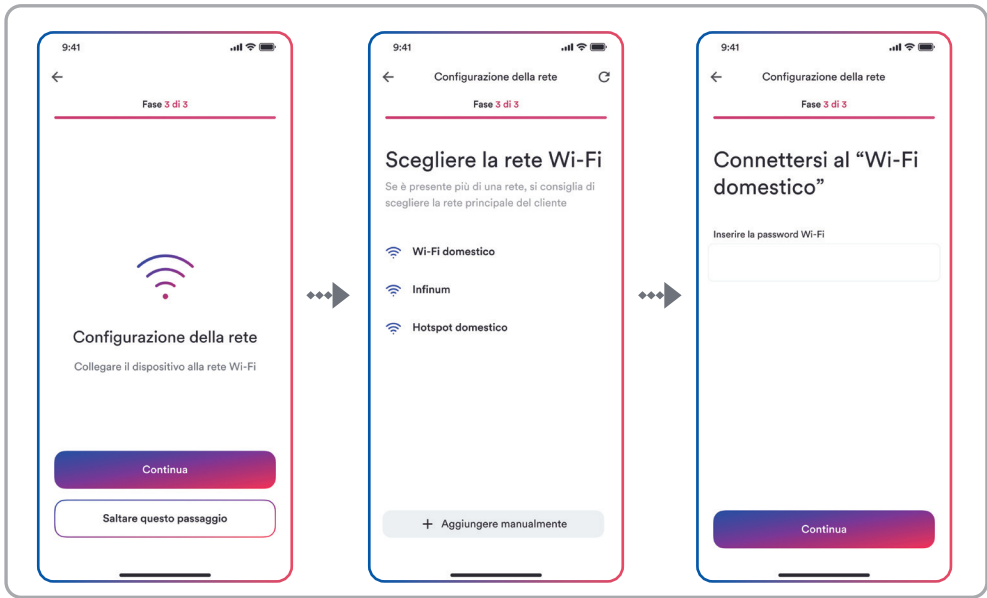 9:41
Fase 3 di 3
Configurazione della rete
Collegare il dispositivo alla rete Wi-Fi
Continua
Saltare questo passaggio
9:41
Configurazione della rete
Fase 3 di 3
Scegliere la rete Wi-Fi
Se è presente più di una rete, si consiglia di
scegliere la rete principale del cliente
Wi-Fi domestico
Infinum
Hotspot domestico
+ Aggiungere manualmente
9:41
Configurazione della rete
Fase 3 di 3
Connettersi al “Wi-Fi
domestico”
Inserire la password Wi-Fi
Continua